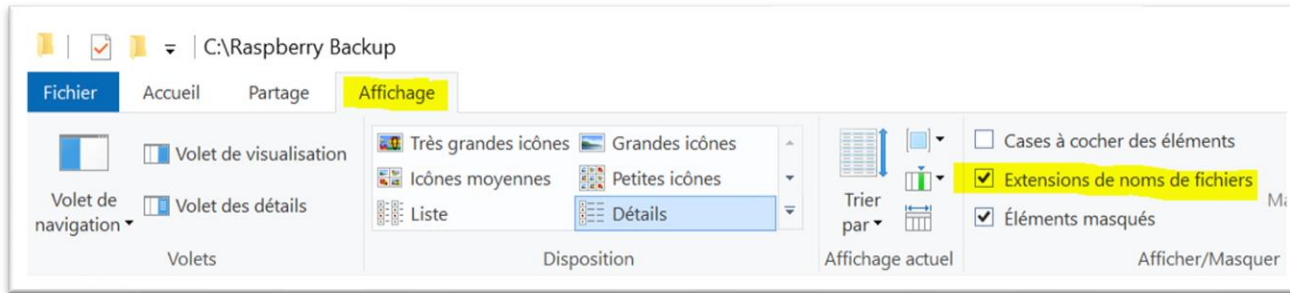 C:\Raspberry Backup
Fichier Accueil Partage Affichage
Volet de navigation
Volet de visualisation
Volet des détails
Volets
Très grandes icônes Grandes icônes
Icônes moyennes Petites icônes
Liste Détails
Disposition
Trier
par
Affichage actuel
Cases à cocher des éléments
Extensions de noms de fichiers
Éléments masqués
Afficher/Masquer